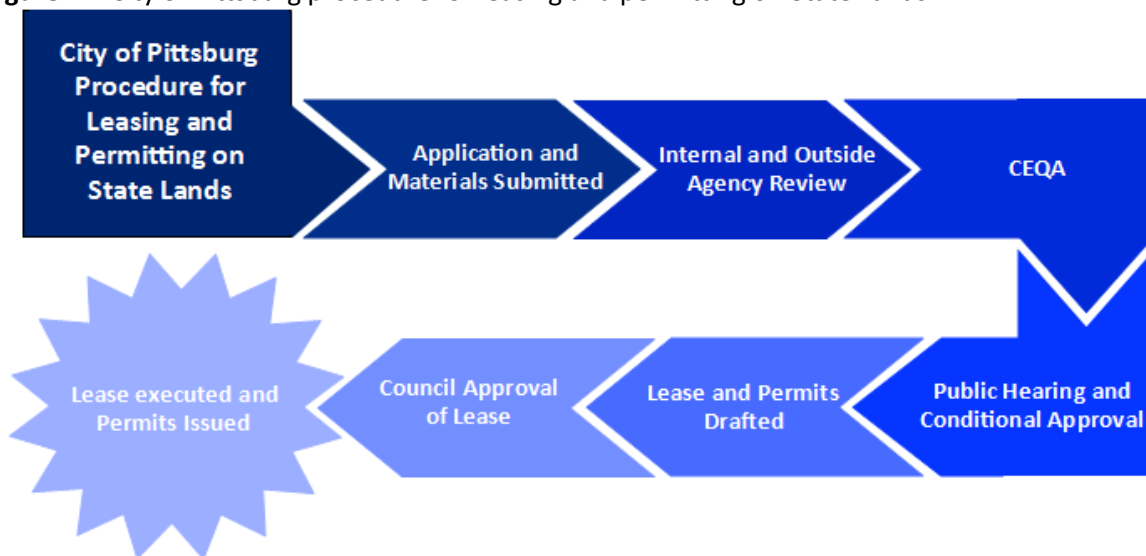 City of Pittsburg
Procedure for
Leasing and
Permitting on
State Lands
Application and
Materials Submitted
Internal and Outside
Agency Review
CEQA
Public Hearing and
Conditional Approval
Lease and Permits
Drafted
Council Approval
of Lease
Lease executed and
Permits Issued